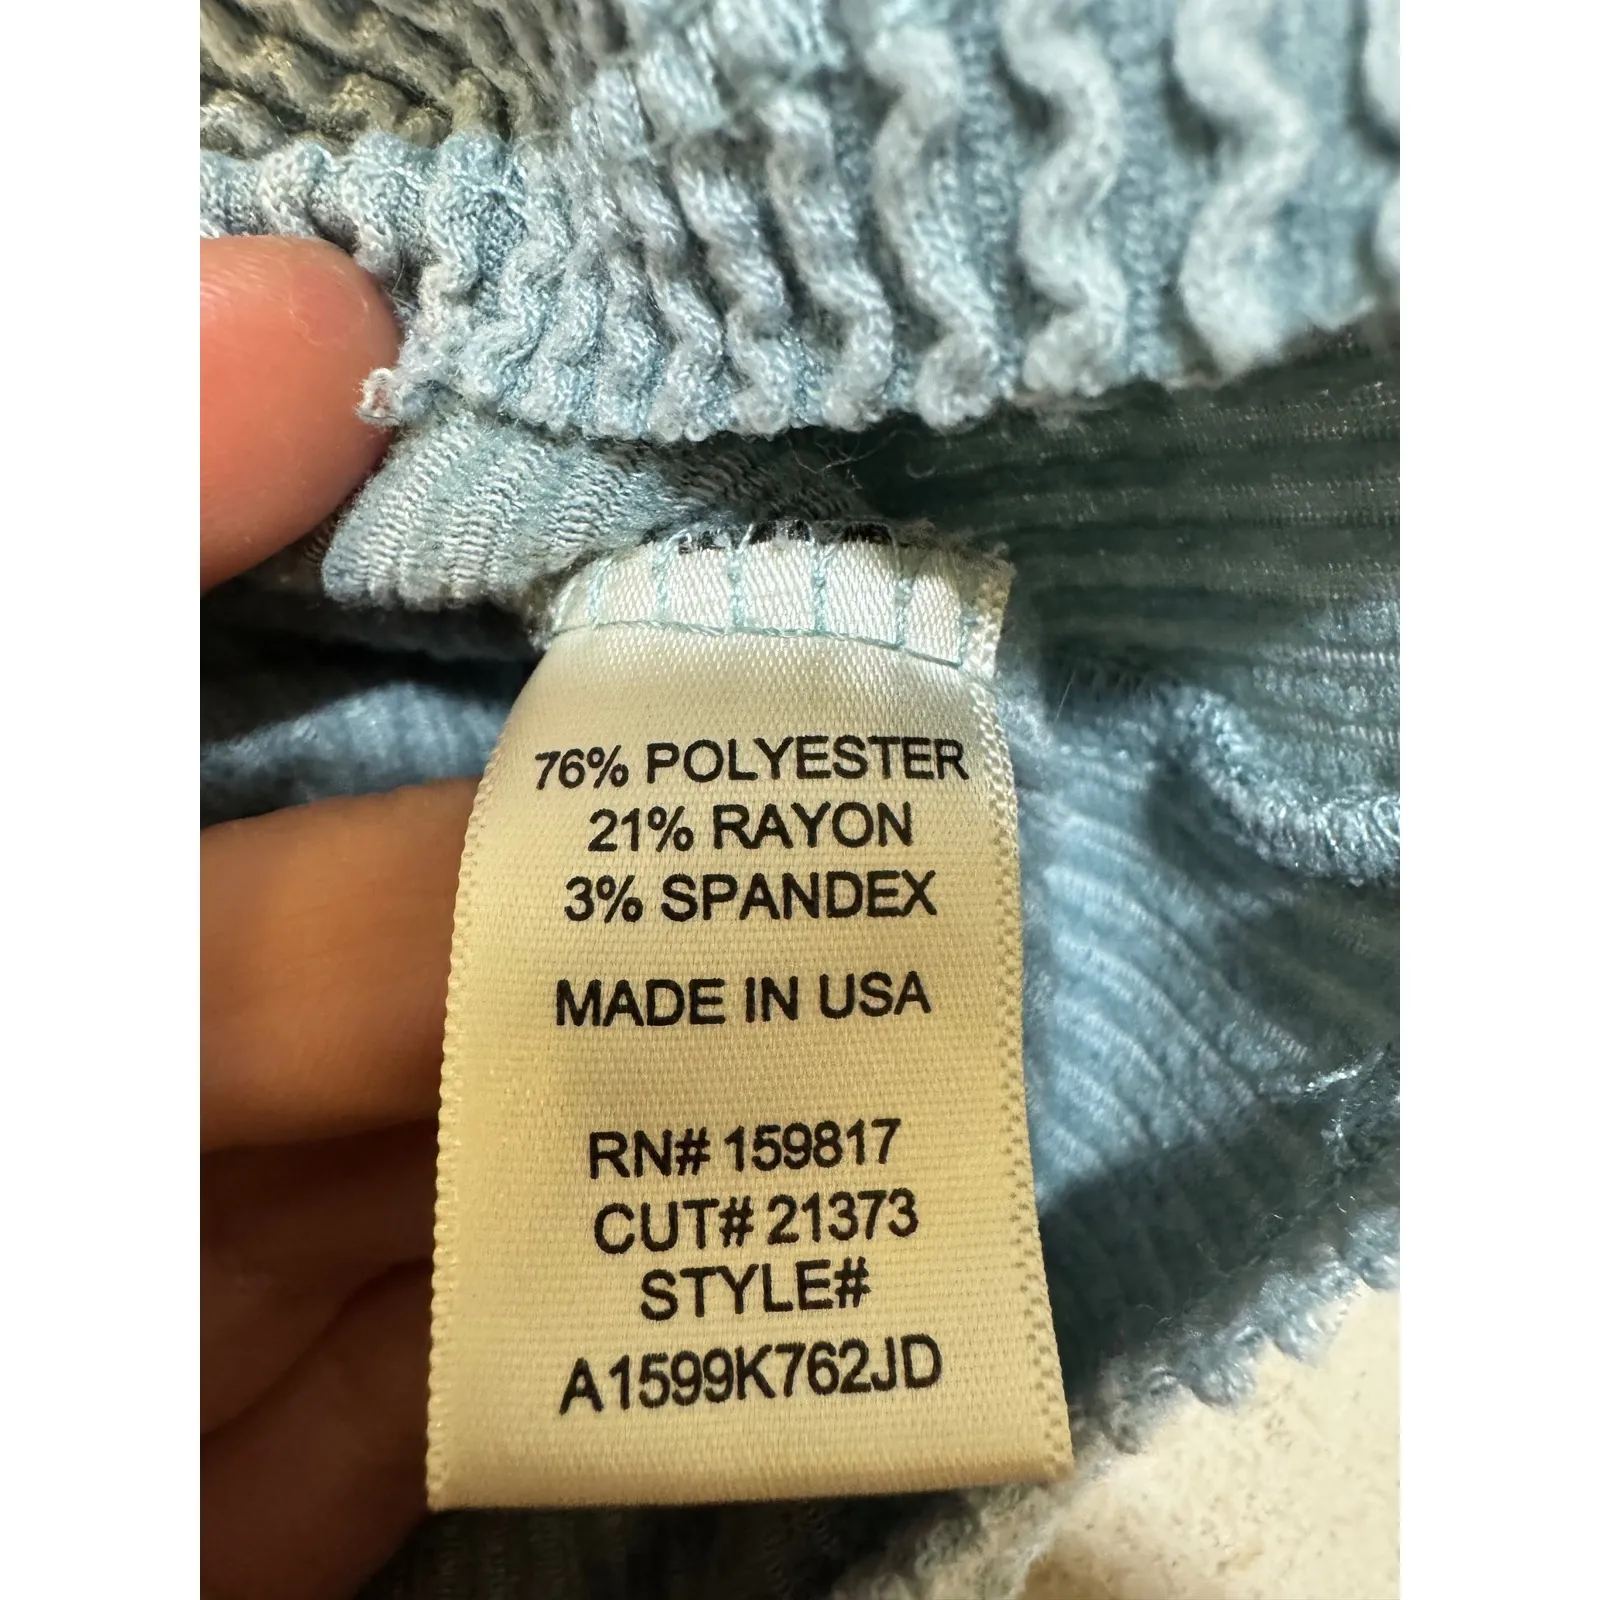 76% POLYESTER
21% RAYON
3% SPANDEX
MADE IN USA
RN# 159817
CUT# 21373
STYLE#
A1599K762JD